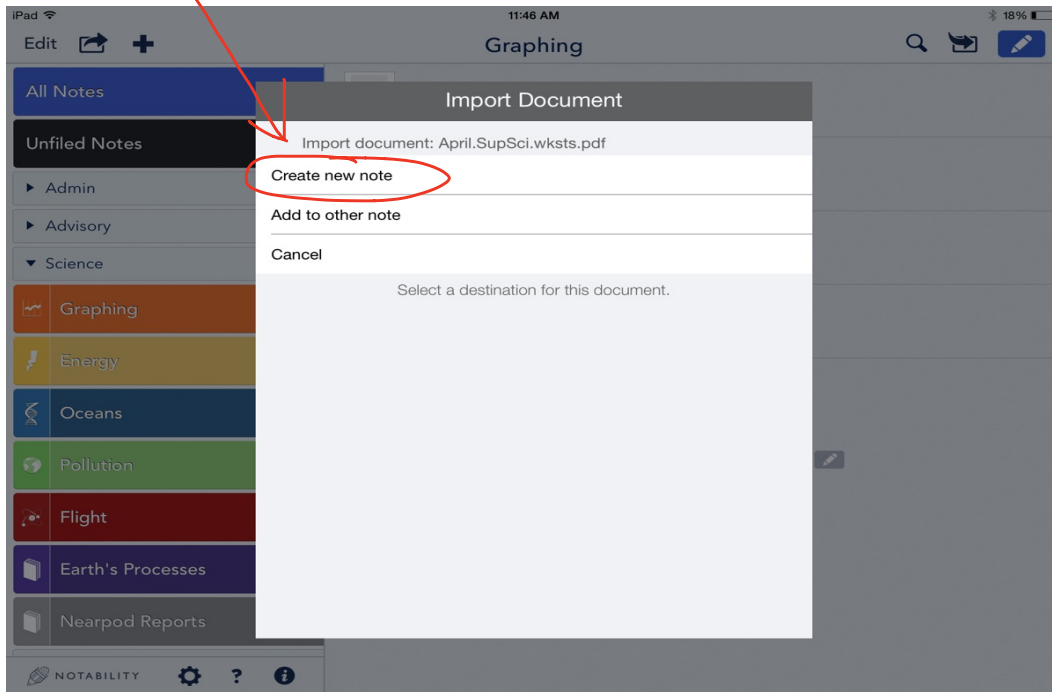 iPad 11:46 AM 18%
Edit Graphing
All Notes
Import Document
Unfiled Notes
Import document: April.SupSci.wksts.pdf
Create new note
Admin
Add to other note
Advisory
Cancel
Science
Select a destination for this document.
Graphing
Energy
Oceans
Pollution
Flight
Earth's Processes
Nearpod Reports
NOTABILITY ?